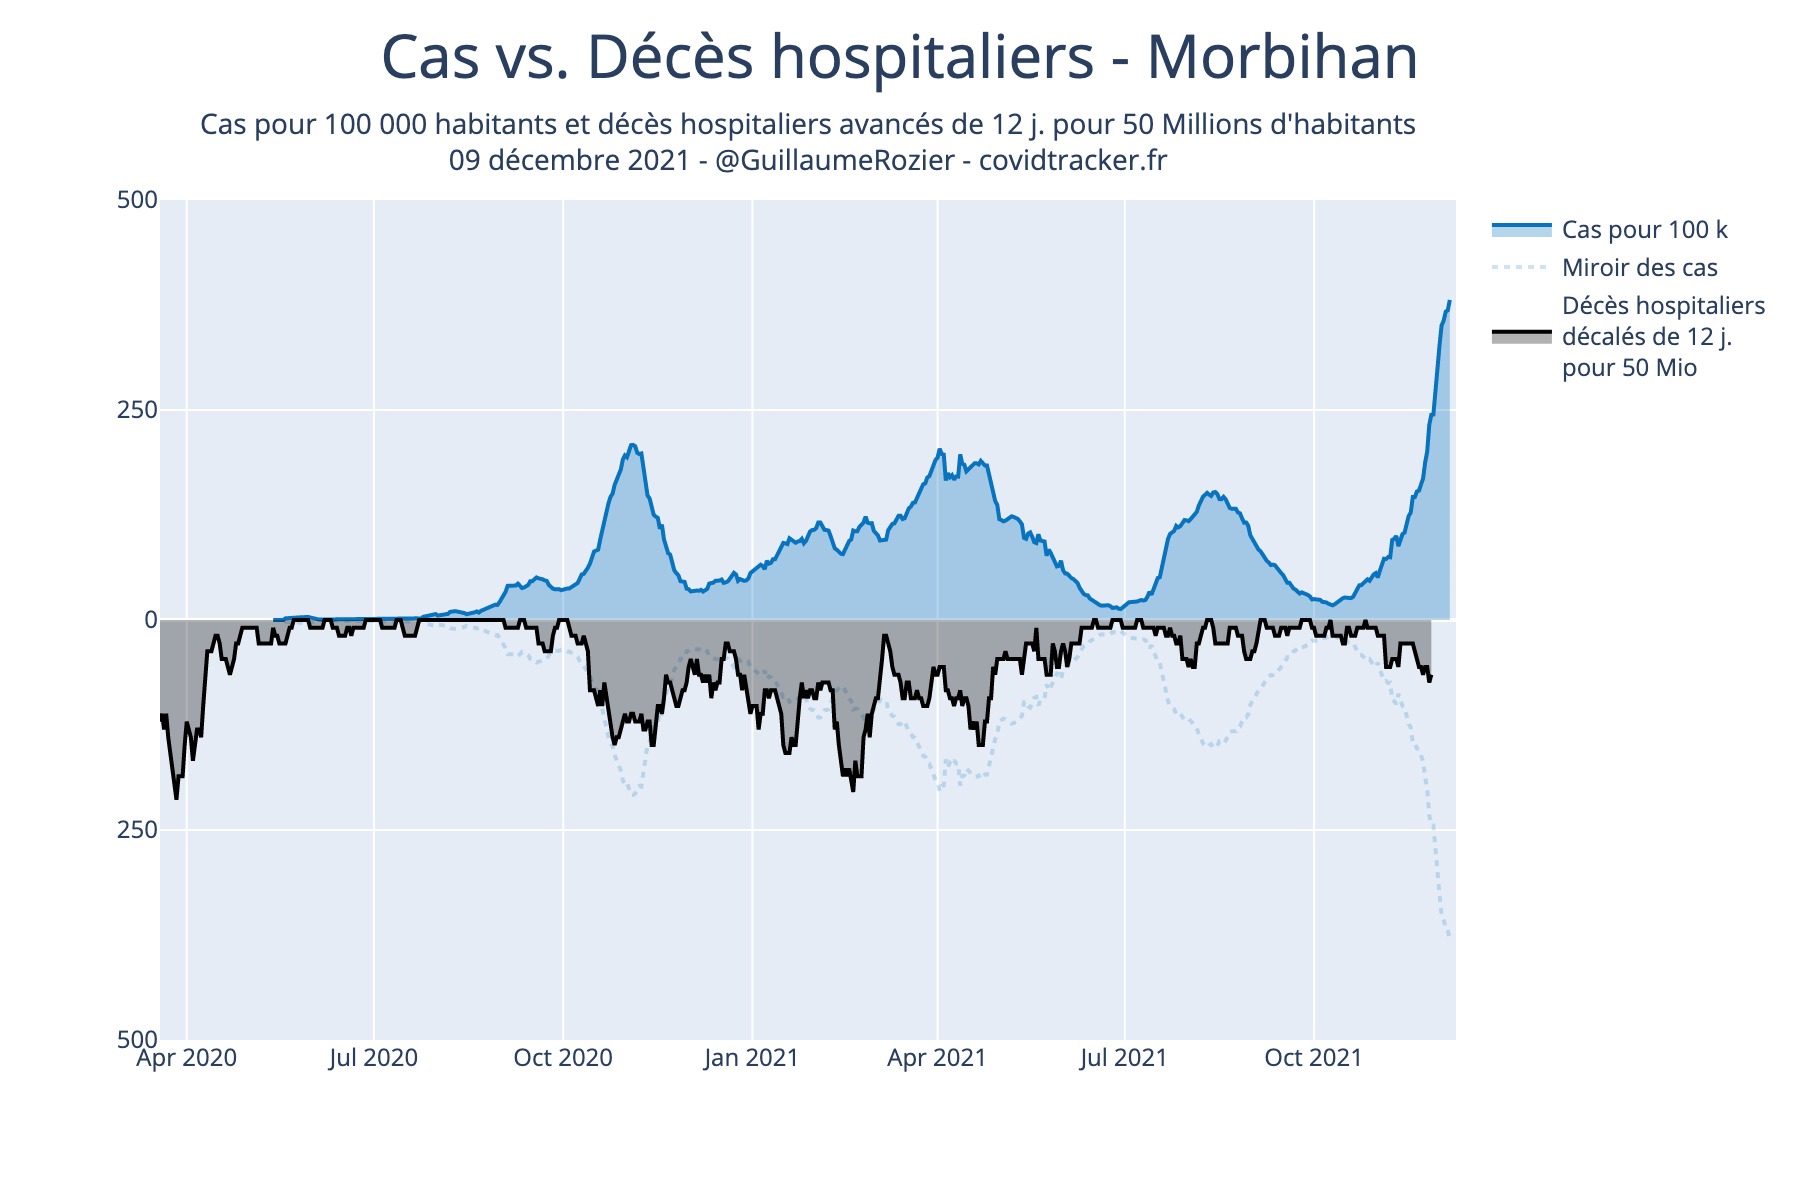 Cas vs. Décès hospitaliers - Morbihan
Cas pour 100 000 habitants et décès hospitaliers avancés de 12 j. pour 50 Millions d'habitants
09 décembre 2021 - @GuillaumeRozier - covidtracker.fr
500
250
0
250
500
Apr 2020
Jul 2020
Oct 2020
Jan 2021
Apr 2021
Jul 2021
Oct 2021
Cas pour 100 k
Miroir des cas
Décès hospitaliers
décalés de 12 j.
pour 50 Mio